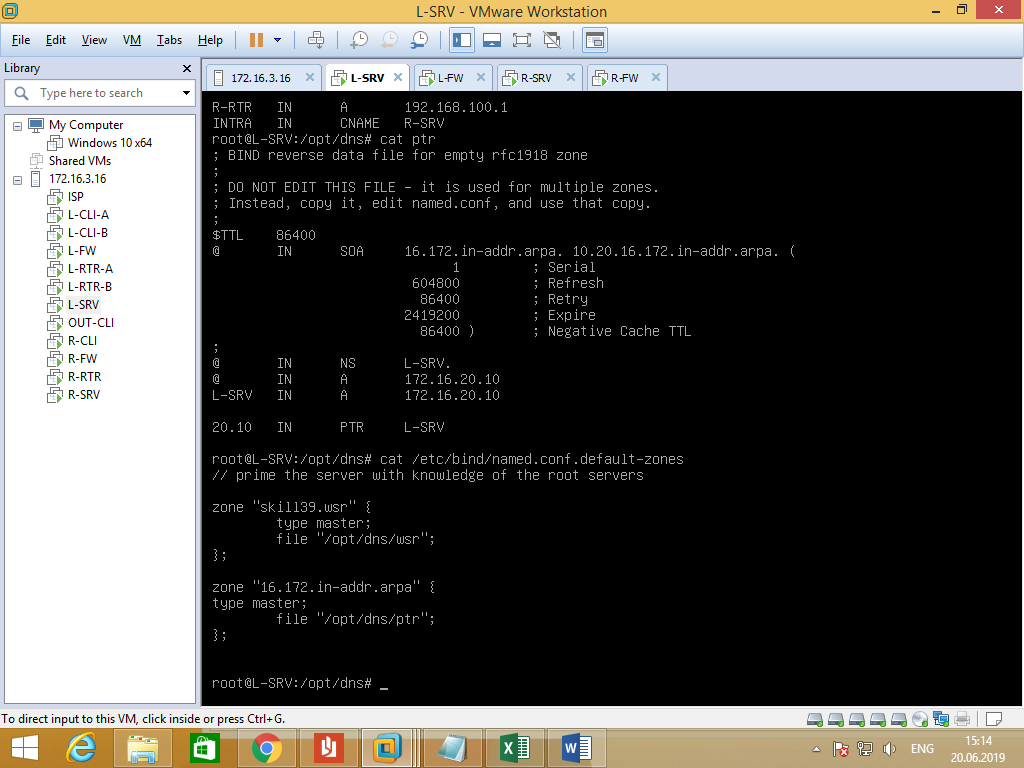 L-SRV - VMware Workstation
File Edit View VM Tabs Help
Library
Type here to search
My Computer
Windows 10 x64
Shared VMs
172.16.3.16
ISP
L-CLI-A
L-CLI-B
L-FW
L-RTR-A
L-RTR-B
L-SRV
OUT-CLI
R-CLI
R-FW
R-RTR
R-SRV
172.16.3.16 L-SRV L-FW R-SRV R-FW
R-RTR IN A 192.168.100.1
INTRA IN CNAME R-SRV
root@L-SRV:/opt/dns# cat ptr
; BIND reverse data file for empty rfc1918 zone
;
; DO NOT EDIT THIS FILE - it is used for multiple zones.
; Instead, copy it, edit named.conf, and use that copy.
;
$TTL 86400
@ IN SOA 16.172.in-addr.arpa. 10.20.16.172.in-addr.arpa. (
1 ; Serial
604800 ; Refresh
86400 ; Retry
2419200 ; Expire
86400 ) ; Negative Cache TTL
;
@ IN NS L-SRV.
@ IN A 172.16.20.10
L-SRV IN A 172.16.20.10
20.10 IN PTR L-SRV
root@L-SRV:/opt/dns# cat /etc/bind/named.conf.default-zones
// prime the server with knowledge of the root servers
zone "skill39.wsr" {
type master;
file "/opt/dns/wsr";
};
zone "16.172.in-addr.arpa" {
type master;
file "/opt/dns/ptr";
};
root@L-SRV:/opt/dns# _
To direct input to this VM, click inside or press Ctrl+G.
ENG
15:14
20.06.2019